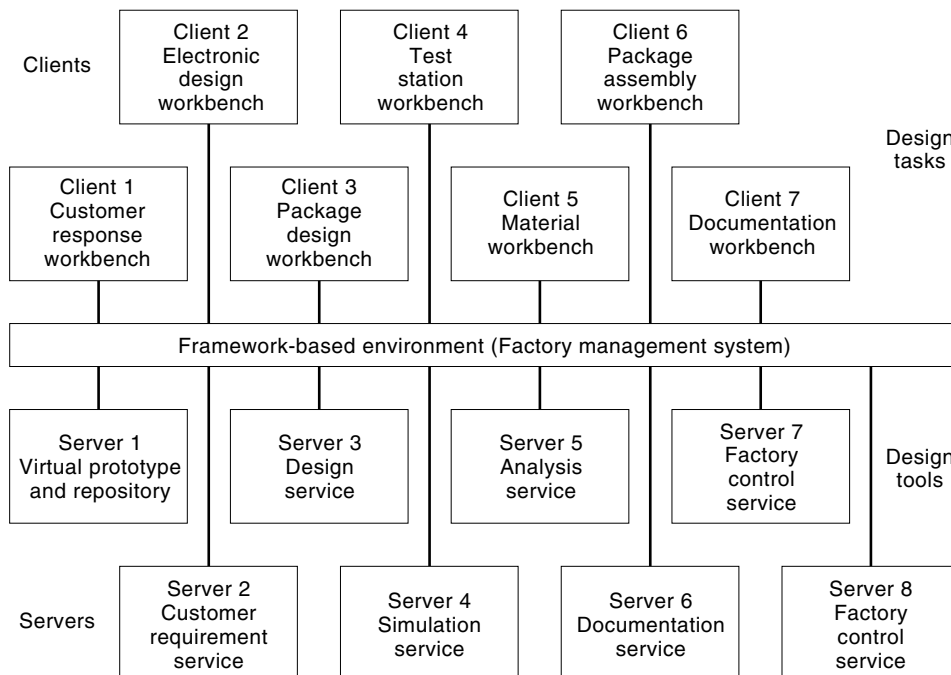 Clients
Client 2
Electronic
design
workbench
Client 4
Test
station
workbench
Client 6
Package
assembly
workbench
Design
tasks
Client 1
Customer
response
workbench
Client 3
Package
design
workbench
Client 5
Material
workbench
Client 7
Documentation
workbench
Framework-based environment (Factory management system)
Server 1
Virtual prototype
and repository
Server 3
Design
service
Server 5
Analysis
service
Server 7
Factory
control
service
Design
tools
Servers
Server 2
Customer
requirement
service
Server 4
Simulation
service
Server 6
Documentation
service
Server 8
Factory
control
service